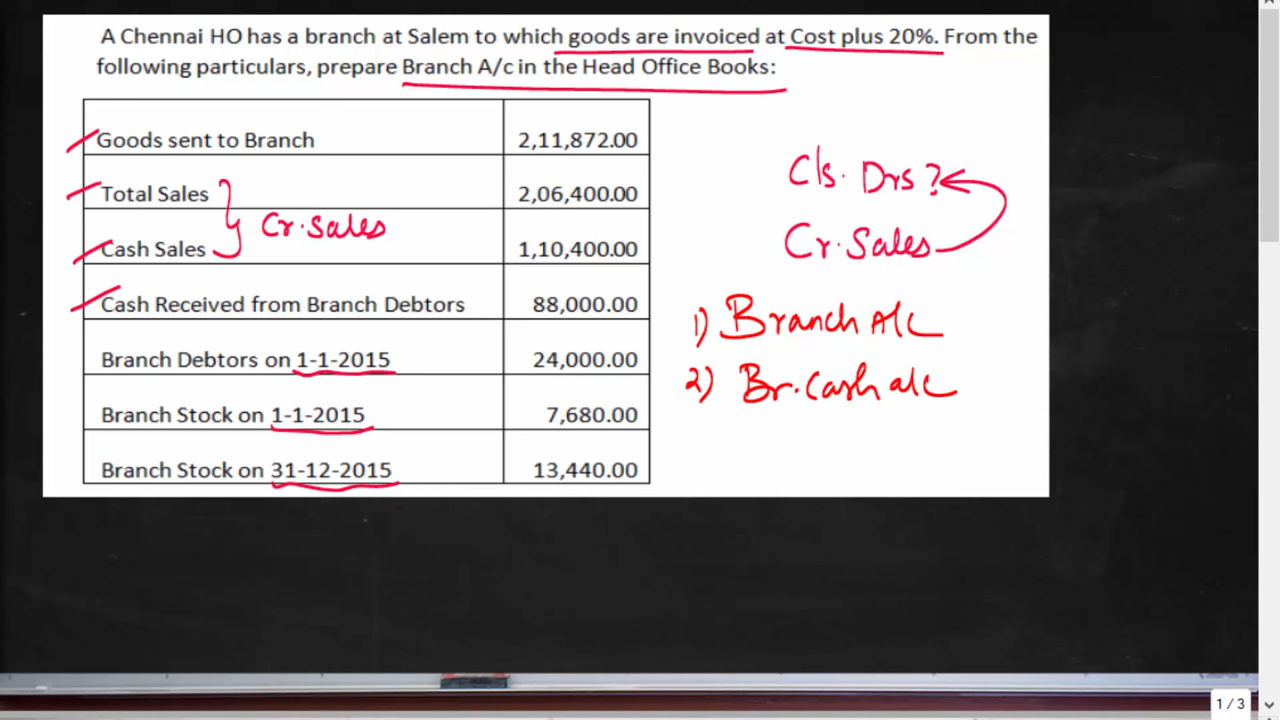 A Chennai HO has a branch at Salem to which goods are invoiced at Cost plus 20%. From the
following particulars, prepare Branch A/c in the Head Office Books:
Goods sent to Branch 2,11,872.00
Total Sales 2,06,400.00
Cr. Sales
Cash Sales 1,10,400.00
Cash Received from Branch Debtors 88,000.00
Branch Debtors on 1-1-2015 24,000.00
Branch Stock on 1-1-2015 7,680.00
Branch Stock on 31-12-2015 13,440.00
Cls. Drs ?
Cr. Sales
1) Branch A/c
2) Br. Cash a/c
1 / 3